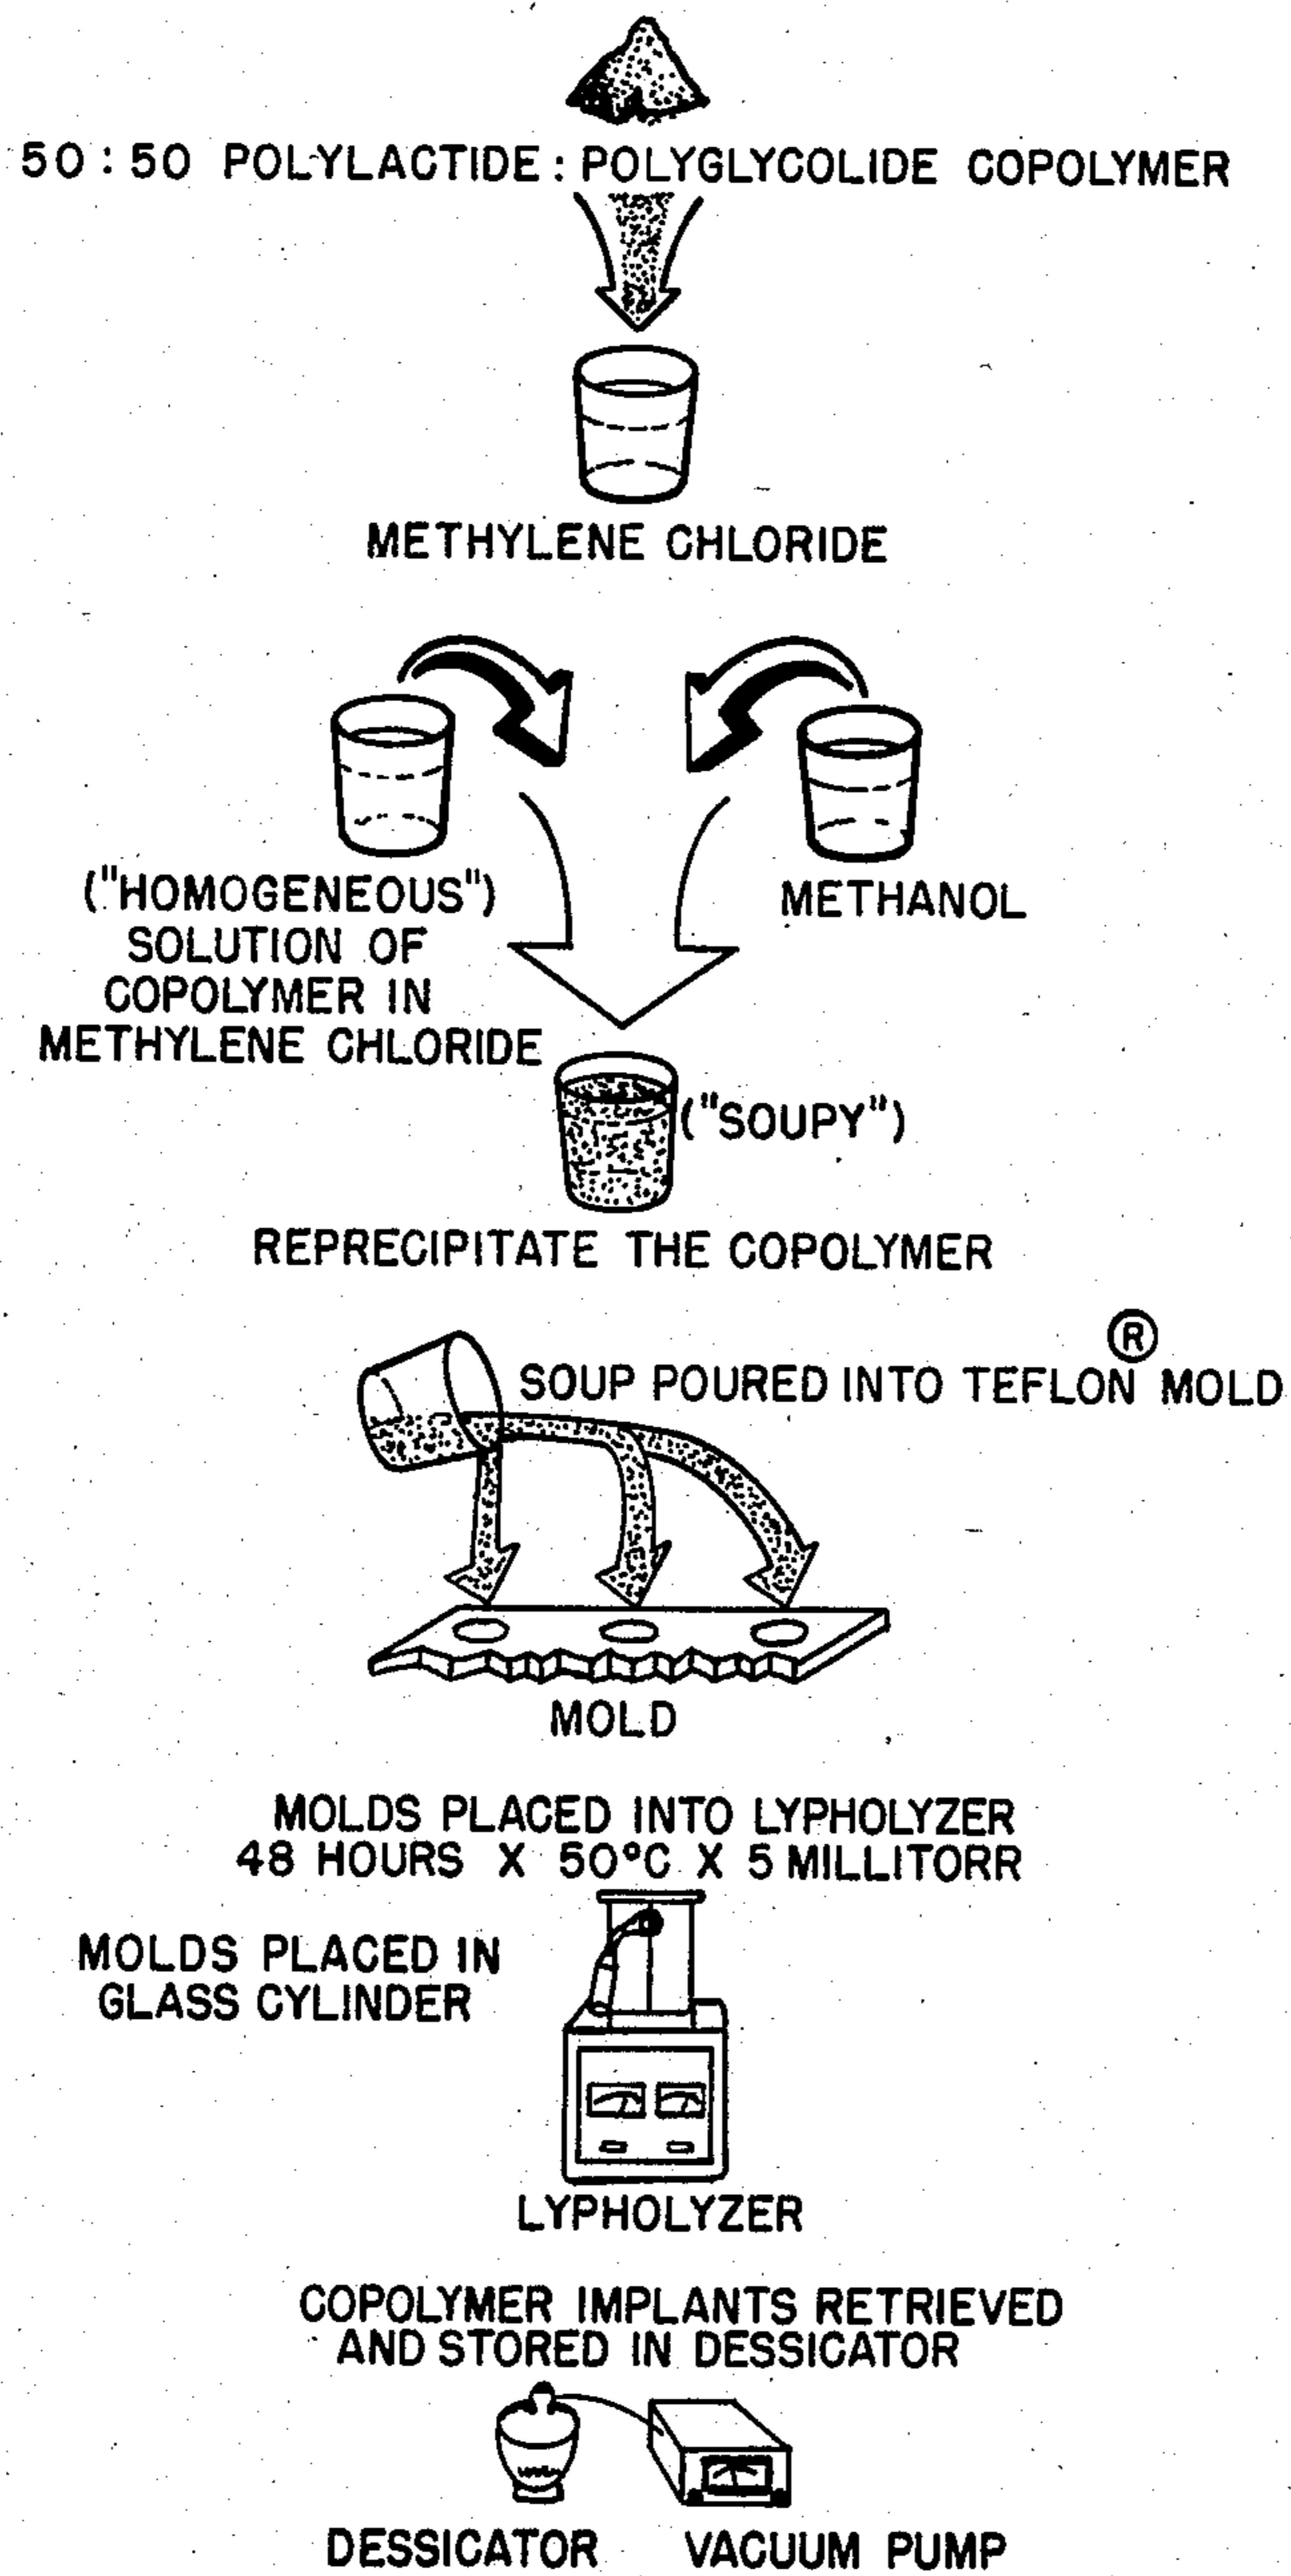 50:50 POLYLACTIDE: POLYGLYCOLIDE COPOLYMER
METHYLENE CHLORIDE
("HOMOGENEOUS")
SOLUTION OF
COPOLYMER IN
METHYLENE CHLORIDE
METHANOL
("SOUPY")
REPRECIPITATE THE COPOLYMER
SOUP POURED INTO TEFLON® MOLD
MOLD
MOLDS PLACED INTO LYPHOLYZER
48 HOURS X 50°C X 5 MILLITORR
MOLDS PLACED IN
GLASS CYLINDER
LYPHOLYZER
COPOLYMER IMPLANTS RETRIEVED
AND STORED IN DESSICATOR
DESSICATOR VACUUM PUMP